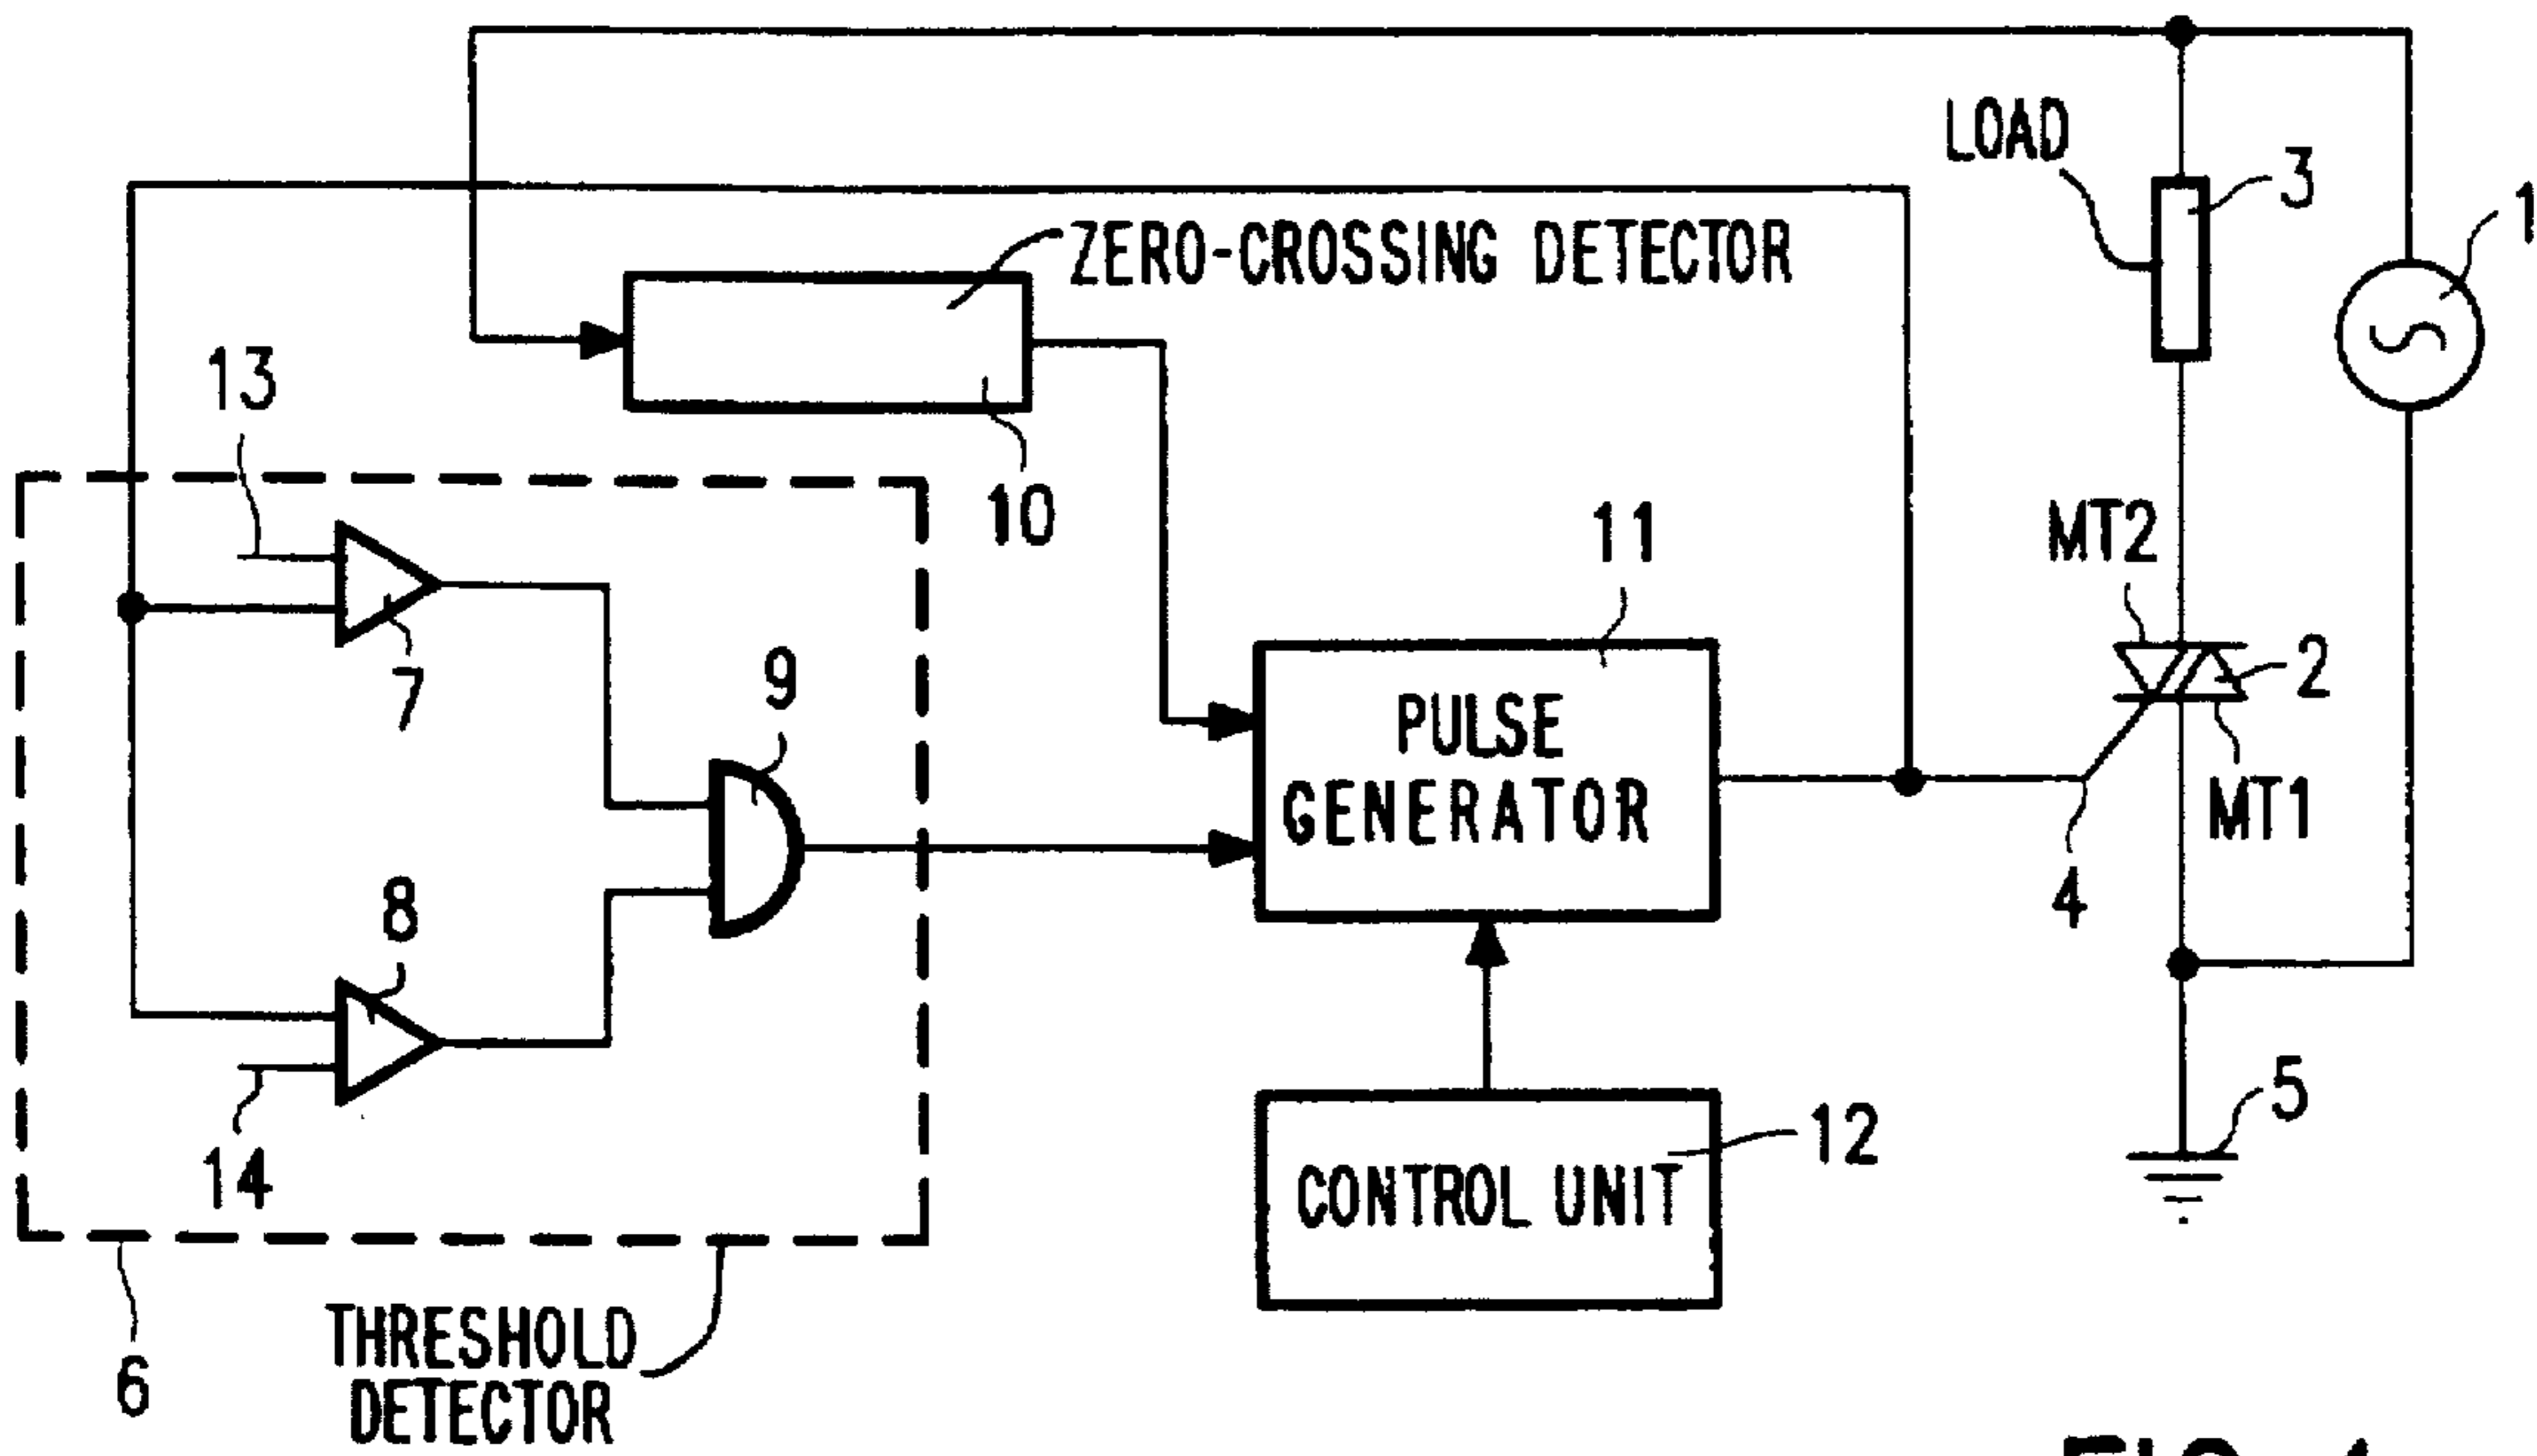 LOAD
3
1
ZERO-CROSSING DETECTOR
13
10
11
MT2
7
9
2
PULSE
GENERATOR
MT1
4
8
14
12
CONTROL UNIT
5
6
THRESHOLD
DETECTOR